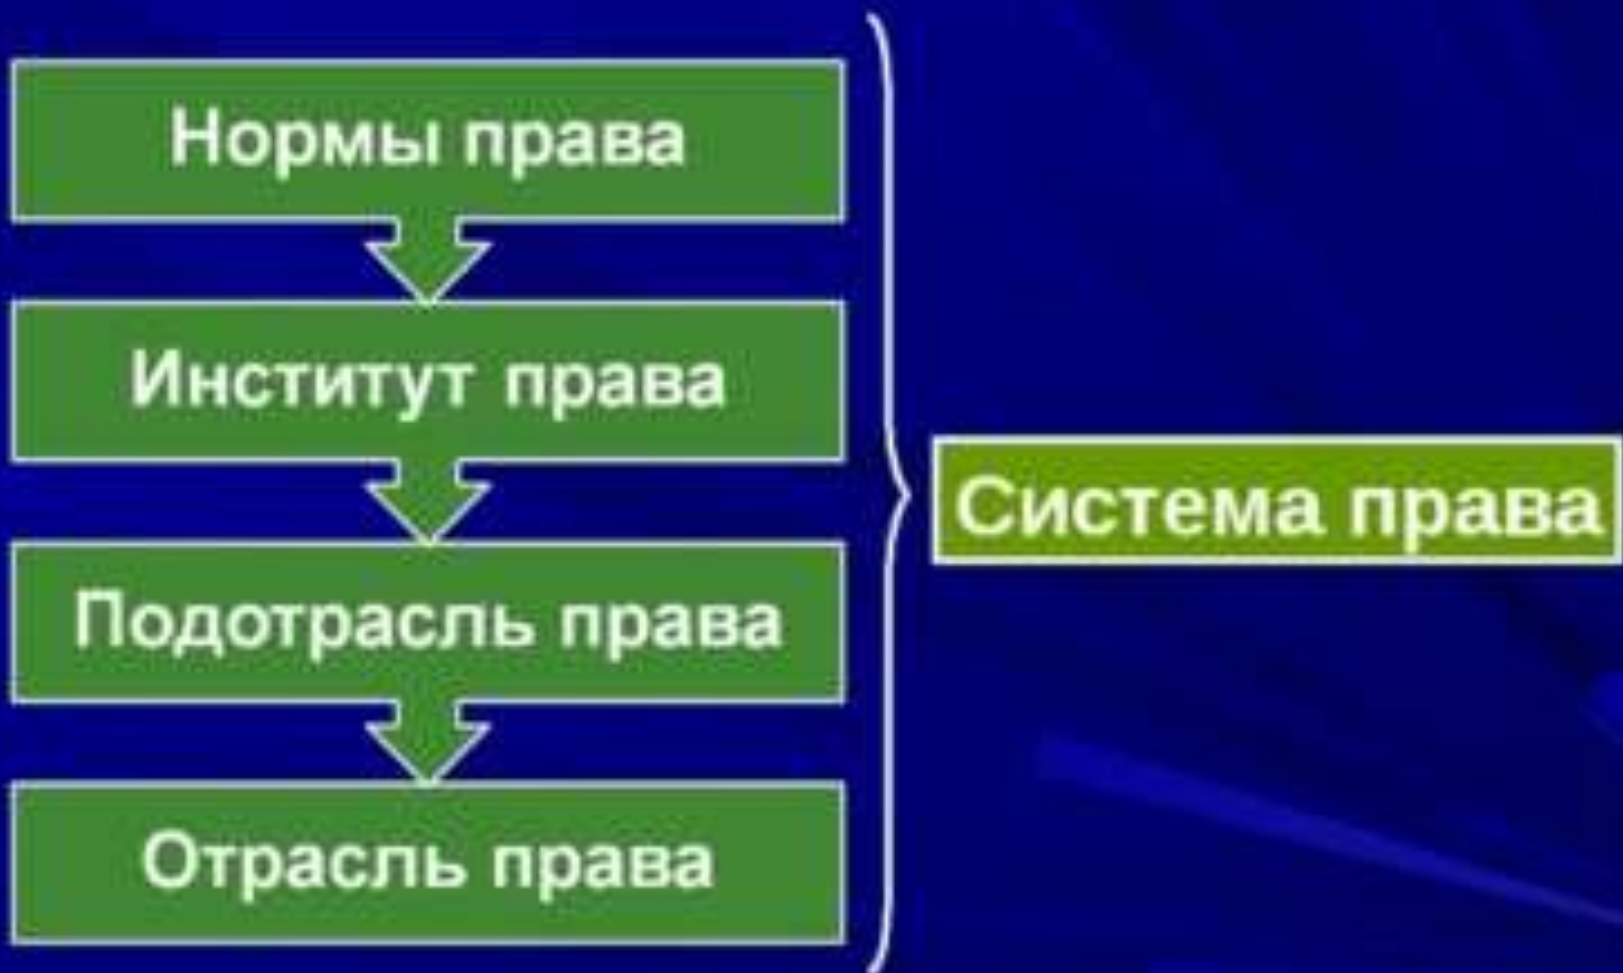 Нормы права
Институт права
Подотрасль права
Отрасль права
Система права